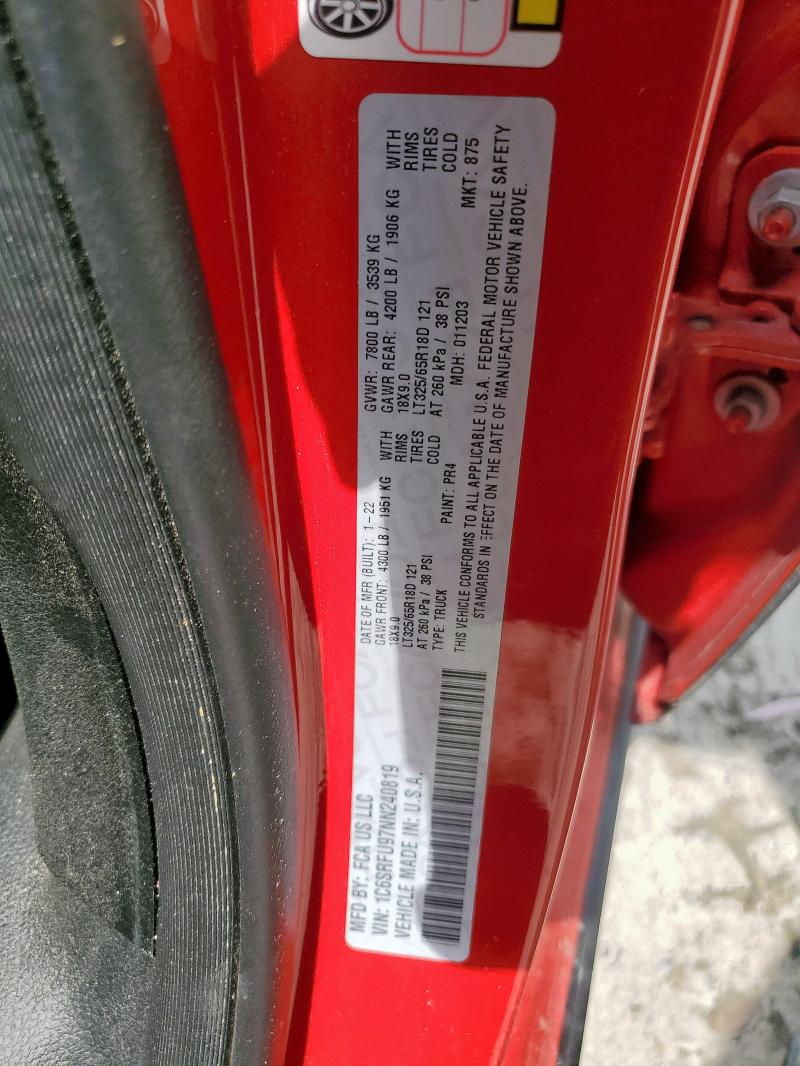 MFD BY: FCA US LLC
VIN: 1C6SRFU97NN240819
VEHICLE MADE IN: U.S.A.
DATE OF MFR (BUILT): 1-22
GVWR: 7800 LB / 3539 KG
GAWR FRONT: 4300 LB / 1951 KG WITH
GAWR REAR: 4200 LB / 1906 KG WITH
18X9.0 RIMS
18X9.0 RIMS
LT325/65R18D 121 TIRES
LT325/65R18D 121 TIRES
AT 260 kPa / 38 PSI COLD
AT 260 kPa / 38 PSI COLD
TYPE: TRUCK PAINT: PR4 MDH: 011203 MKT: 875
THIS VEHICLE CONFORMS TO ALL APPLICABLE U.S.A. FEDERAL MOTOR VEHICLE SAFETY
STANDARDS IN EFFECT ON THE DATE OF MANUFACTURE SHOWN ABOVE.